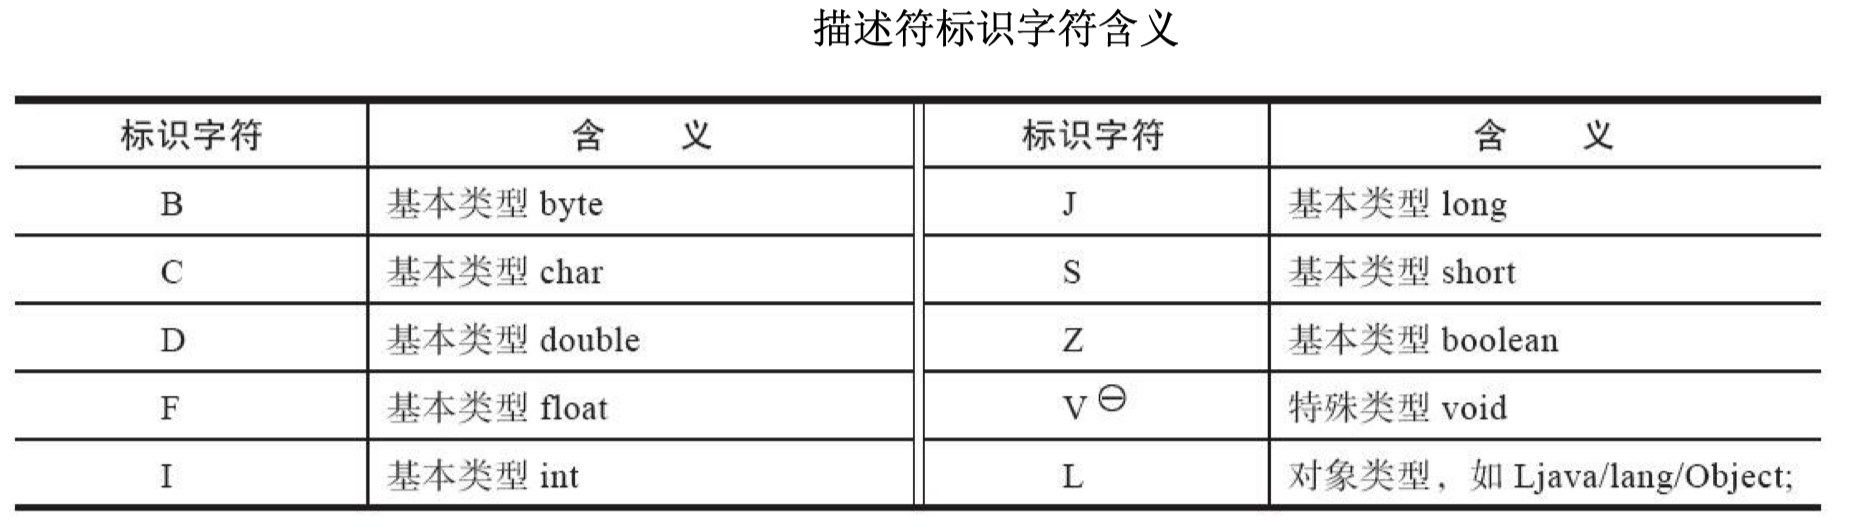 描述符标识字符含义
标识字符 含 义 标识字符 含 义
B 基本类型 byte J 基本类型 long
C 基本类型 char S 基本类型 short
D 基本类型 double Z 基本类型 boolean
F 基本类型 float V ⊖ 特殊类型 void
I 基本类型 int L 对象类型，如 Ljava/lang/Object;